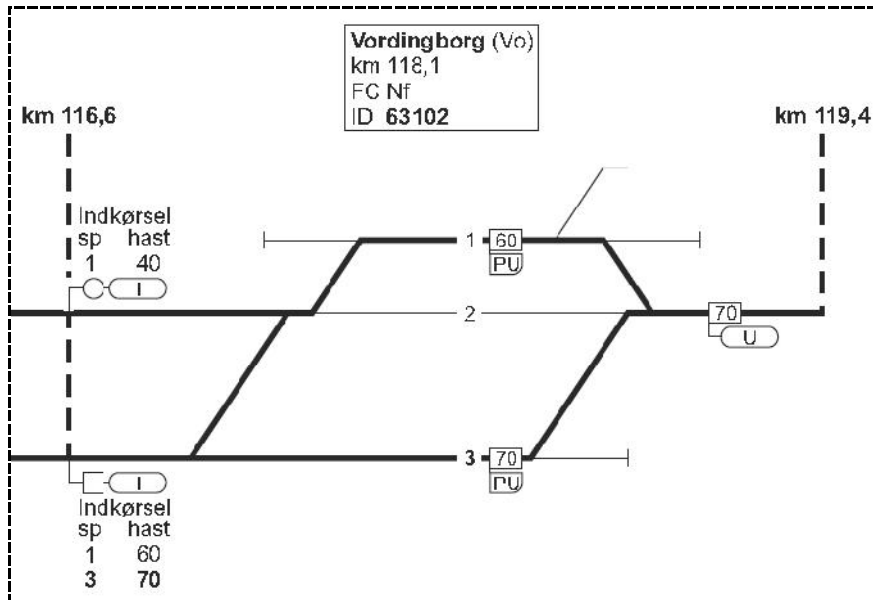 Vordingborg (Vo)
km 118,1
FC Nf
ID 63102
km 116,6
km 119,4
Indkørsel
sp hast
1 40
I
1 60
PU
2
70
U
3 70
PU
I
Indkørsel
sp hast
1 60
3 70